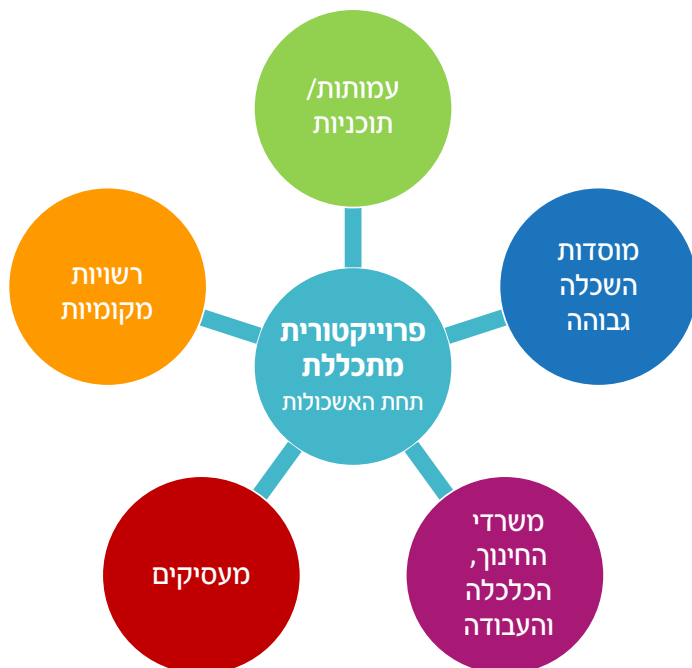 עמותות/
תוכניות
מוסדות
השכלה
גבוהה
רשויות
מקומיות
פרוייקטורית
מתכללת
תחת האשכולות
משרדי
החינוך,
הכלכלה
והעבודה
מעסיקים